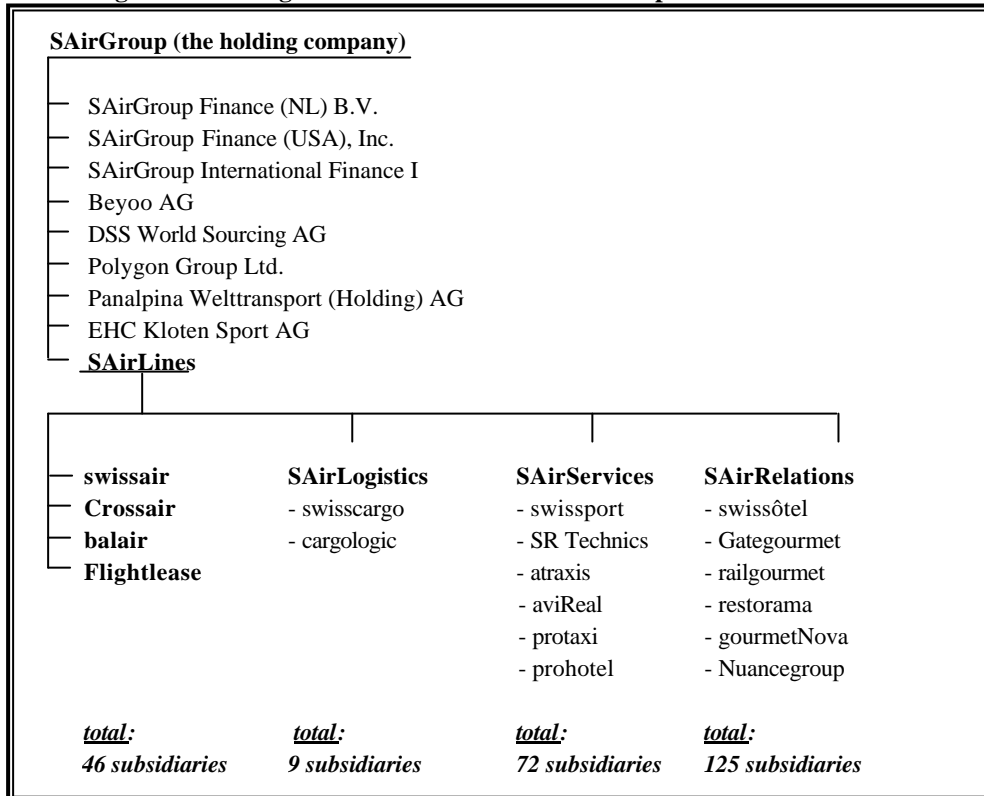 SAirGroup (the holding company)
SAirGroup Finance (NL) B.V.
SAirGroup Finance (USA), Inc.
SAirGroup International Finance I
Beyoo AG
DSS World Sourcing AG
Polygon Group Ltd.
Panalpina Welttransport (Holding) AG
EHC Kloten Sport AG
SAirLines
swissair
Crossair
balair
Flightlease
total:
46 subsidiaries
SAirLogistics
- swisscargo
- cargologic
total:
9 subsidiaries
SAirServices
- swissport
- SR Technics
- atraxis
- aviReal
- protaxi
- prohotel
total:
72 subsidiaries
SAirRelations
- swissôtel
- Gategourmet
- railgourmet
- restorama
- gourmetNova
- Nuancegroup
total:
125 subsidiaries